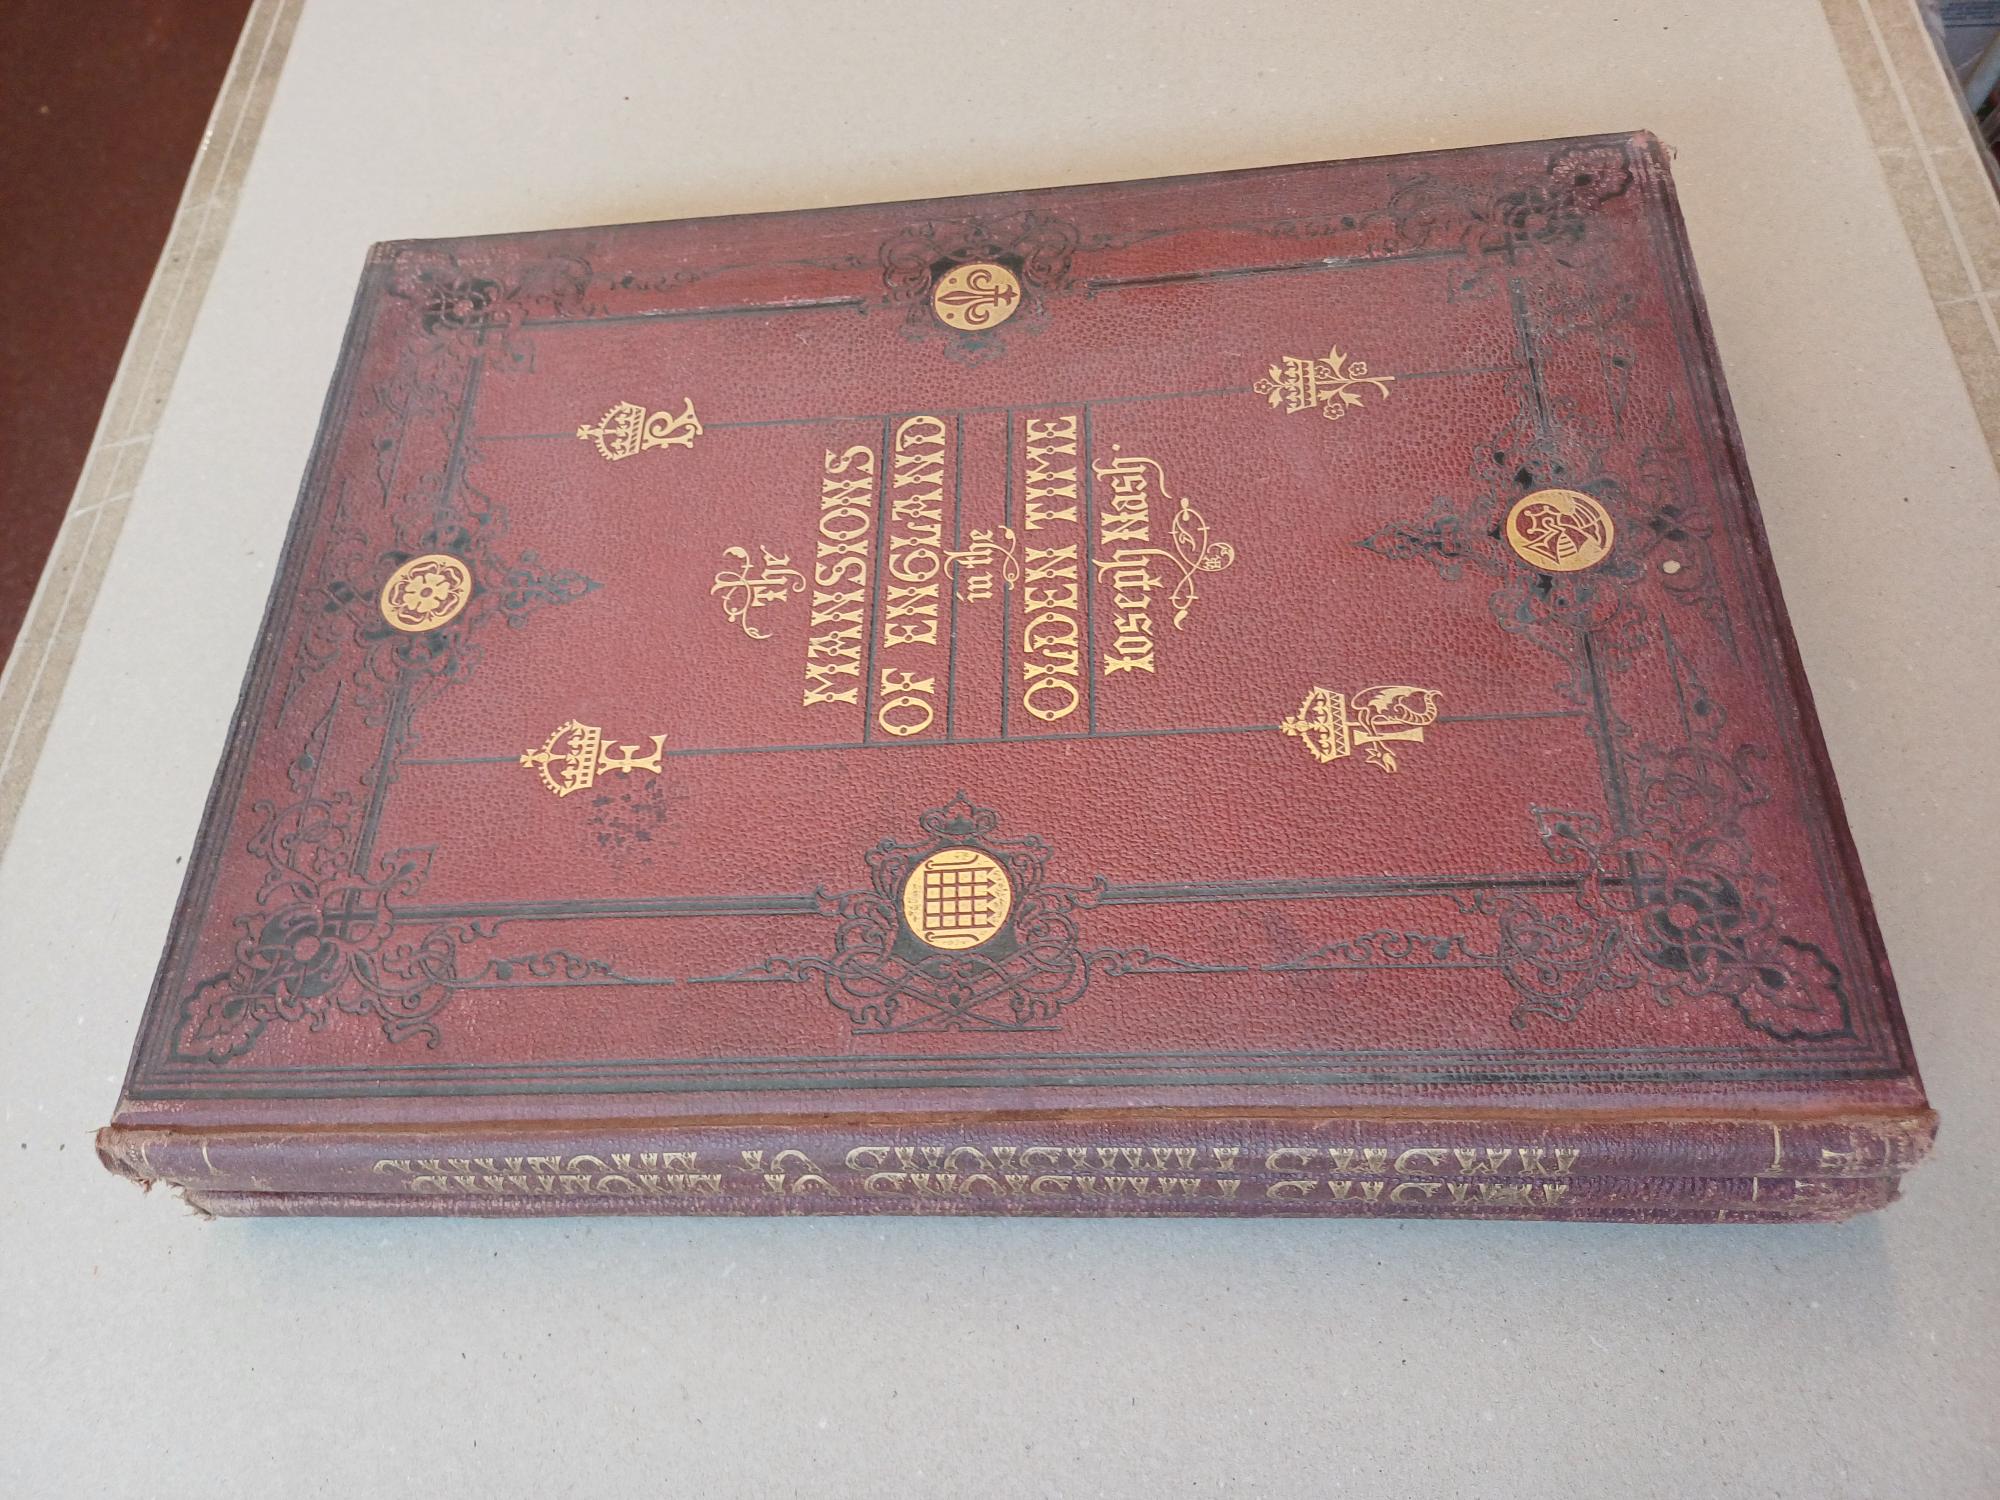 The
MANSIONS
OF ENGLAND
in the
OLDEN TIME
Joseph Nash.
E
R